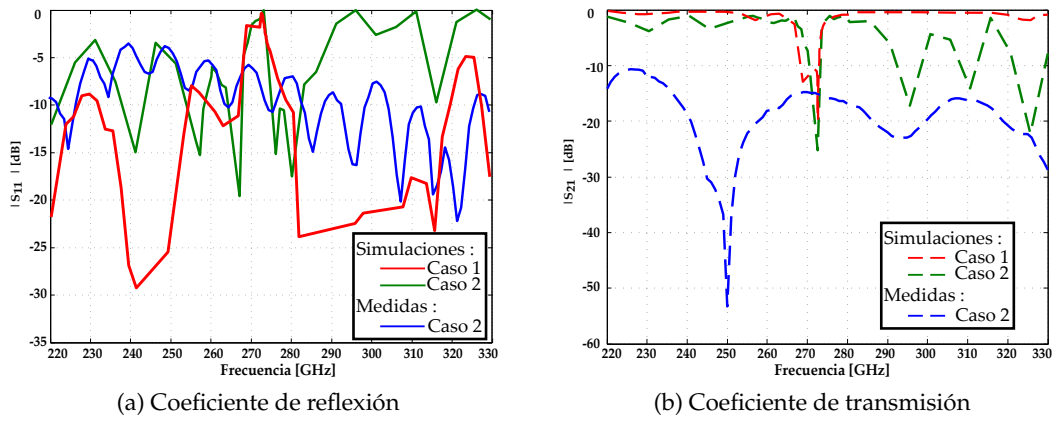 0
-5
-10
-15
-20
-25
-30
-35
|S11| [dB]
220 230 240 250 260 270 280 290 300 310 320 330
Frecuencia [GHz]
Simulaciones :
Caso 1
Caso 2
Medidas :
Caso 2
(a) Coeficiente de reflexión
0
-10
-20
-30
-40
-50
-60
|S21| [dB]
220 230 240 250 260 270 280 290 300 310 320 330
Frecuencia [GHz]
Simulaciones :
Caso 1
Caso 2
Medidas :
Caso 2
(b) Coeficiente de transmisión